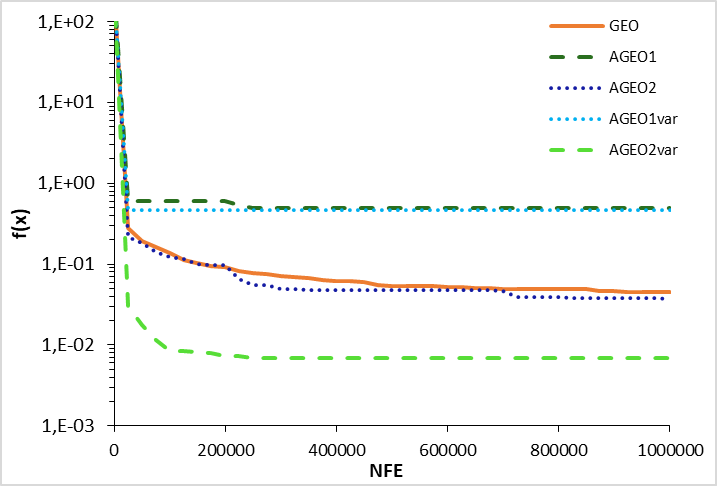 1,E+02
1,E+01
1,E+00
1,E-01
1,E-02
1,E-03
f(x)
0
200000
400000
600000
800000
1000000
NFE
GEO
AGEO1
AGEO2
AGEO1var
AGEO2var